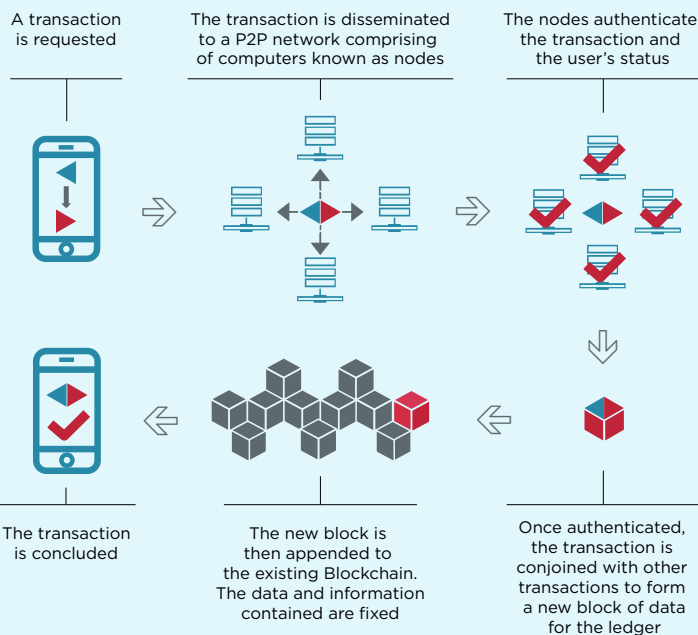 A transaction
is requested
The transaction is disseminated
to a P2P network comprising
of computers known as nodes
The nodes authenticate
the transaction and
the user's status
Once authenticated,
the transaction is
conjoined with other
transactions to form
a new block of data
for the ledger
The new block is
then appended to
the existing Blockchain.
The data and information
contained are fixed
The transaction
is concluded